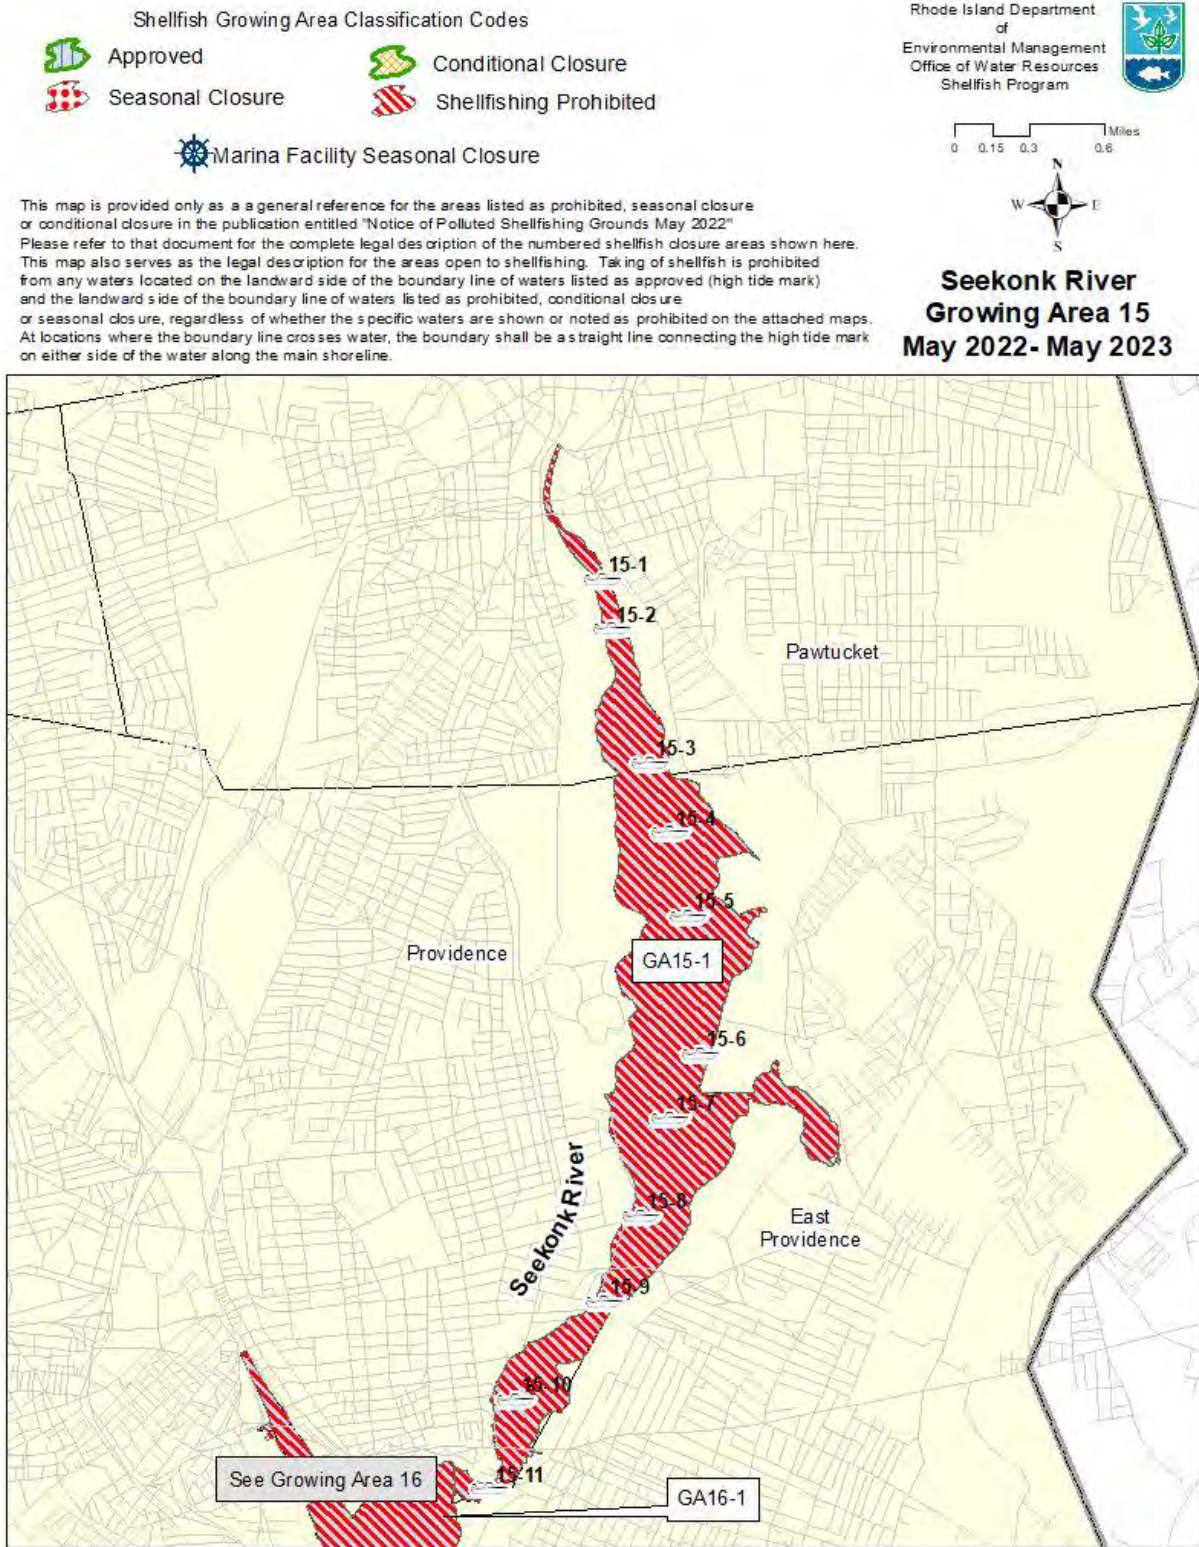 Shellfish Growing Area Classification Codes
Approved
Conditional Closure
Seasonal Closure
Shellfishing Prohibited
Marina Facility Seasonal Closure
Rhode Island Department
of
Environmental Management
Office of Water Resources
Shellfish Program
Miles
0 0.15 0.3 0.6
N
W E
S
This map is provided only as a a general reference for the areas listed as prohibited, seasonal closure
or conditional closure in the publication entitled "Notice of Polluted Shellfishing Grounds May 2022"
Please refer to that document for the complete legal description of the numbered shellfish closure areas shown here.
This map also serves as the legal description for the areas open to shellfishing. Taking of shellfish is prohibited
from any waters located on the landward side of the boundary line of waters listed as approved (high tide mark)
and the landward side of the boundary line of waters listed as prohibited, conditional closure
or seasonal closure, regardless of whether the specific waters are shown or noted as prohibited on the attached maps.
At locations where the boundary line crosses water, the boundary shall be a straight line connecting the high tide mark
on either side of the water along the main shoreline.
Seekonk River
Growing Area 15
May 2022- May 2023
15-1
15-2
Pawtucket
15-3
15-4
15-5
Providence
GA15-1
15-6
15-7
Seekonk River
15-8
East
Providence
15-9
15-10
15-11
See Growing Area 16
GA16-1